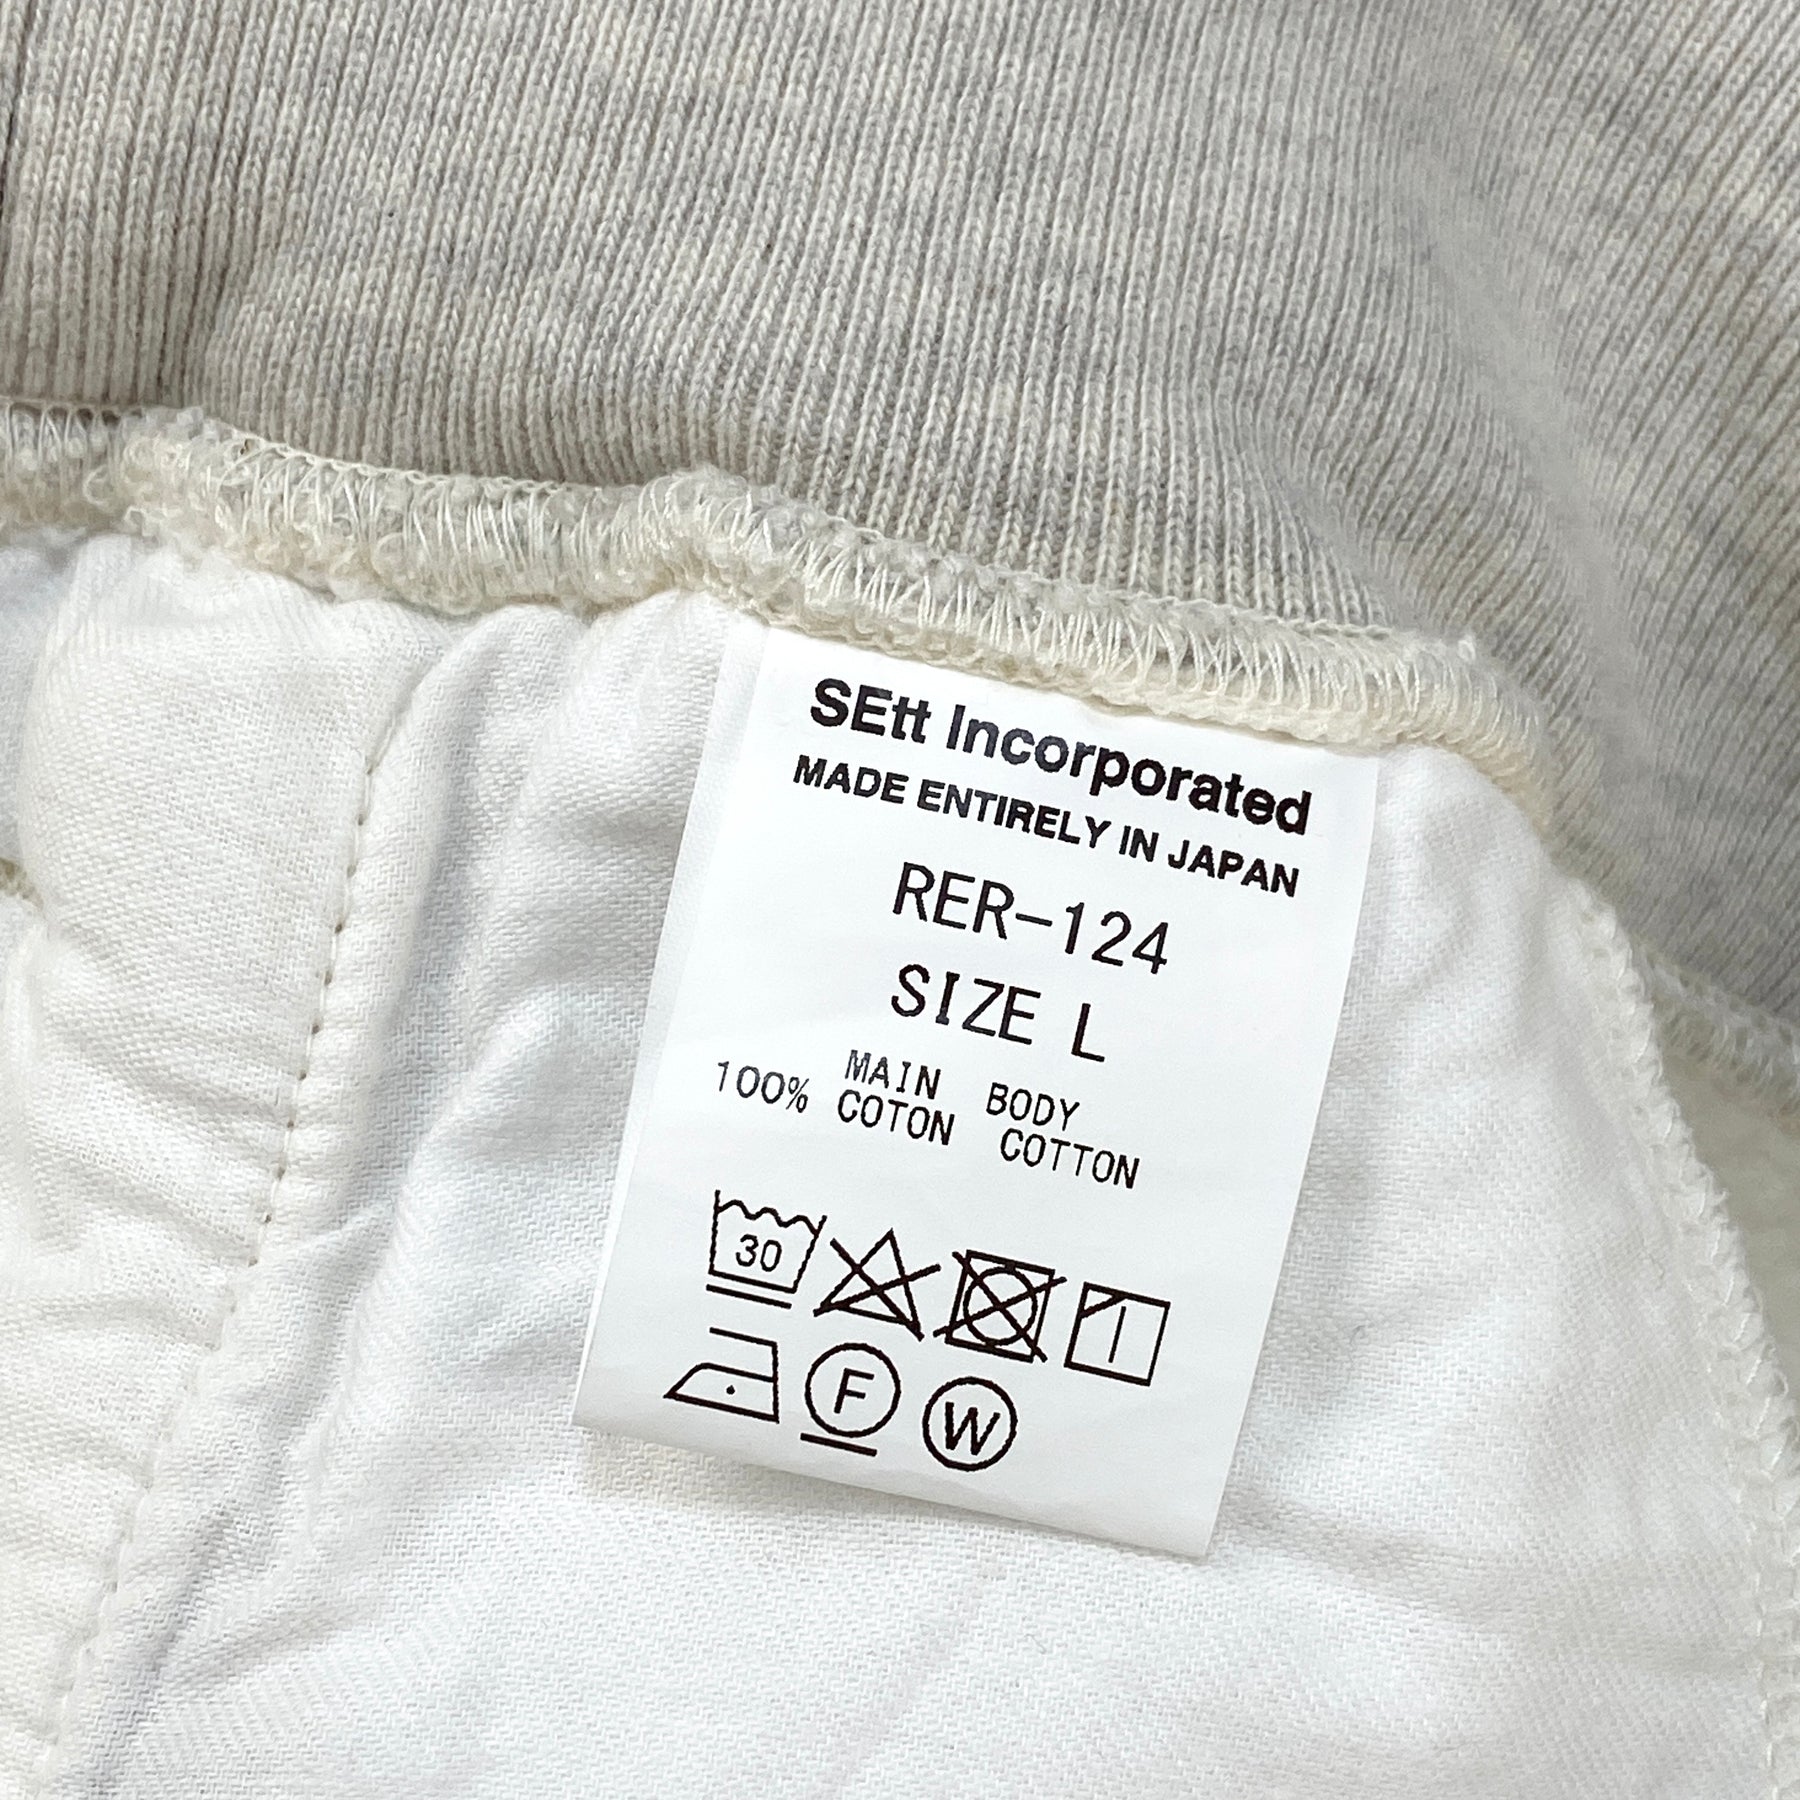 SEtt Incorporated
MADE ENTIRELY IN JAPAN
RER-124
SIZE L
MAIN BODY
100% COTON COTTON
30
F W